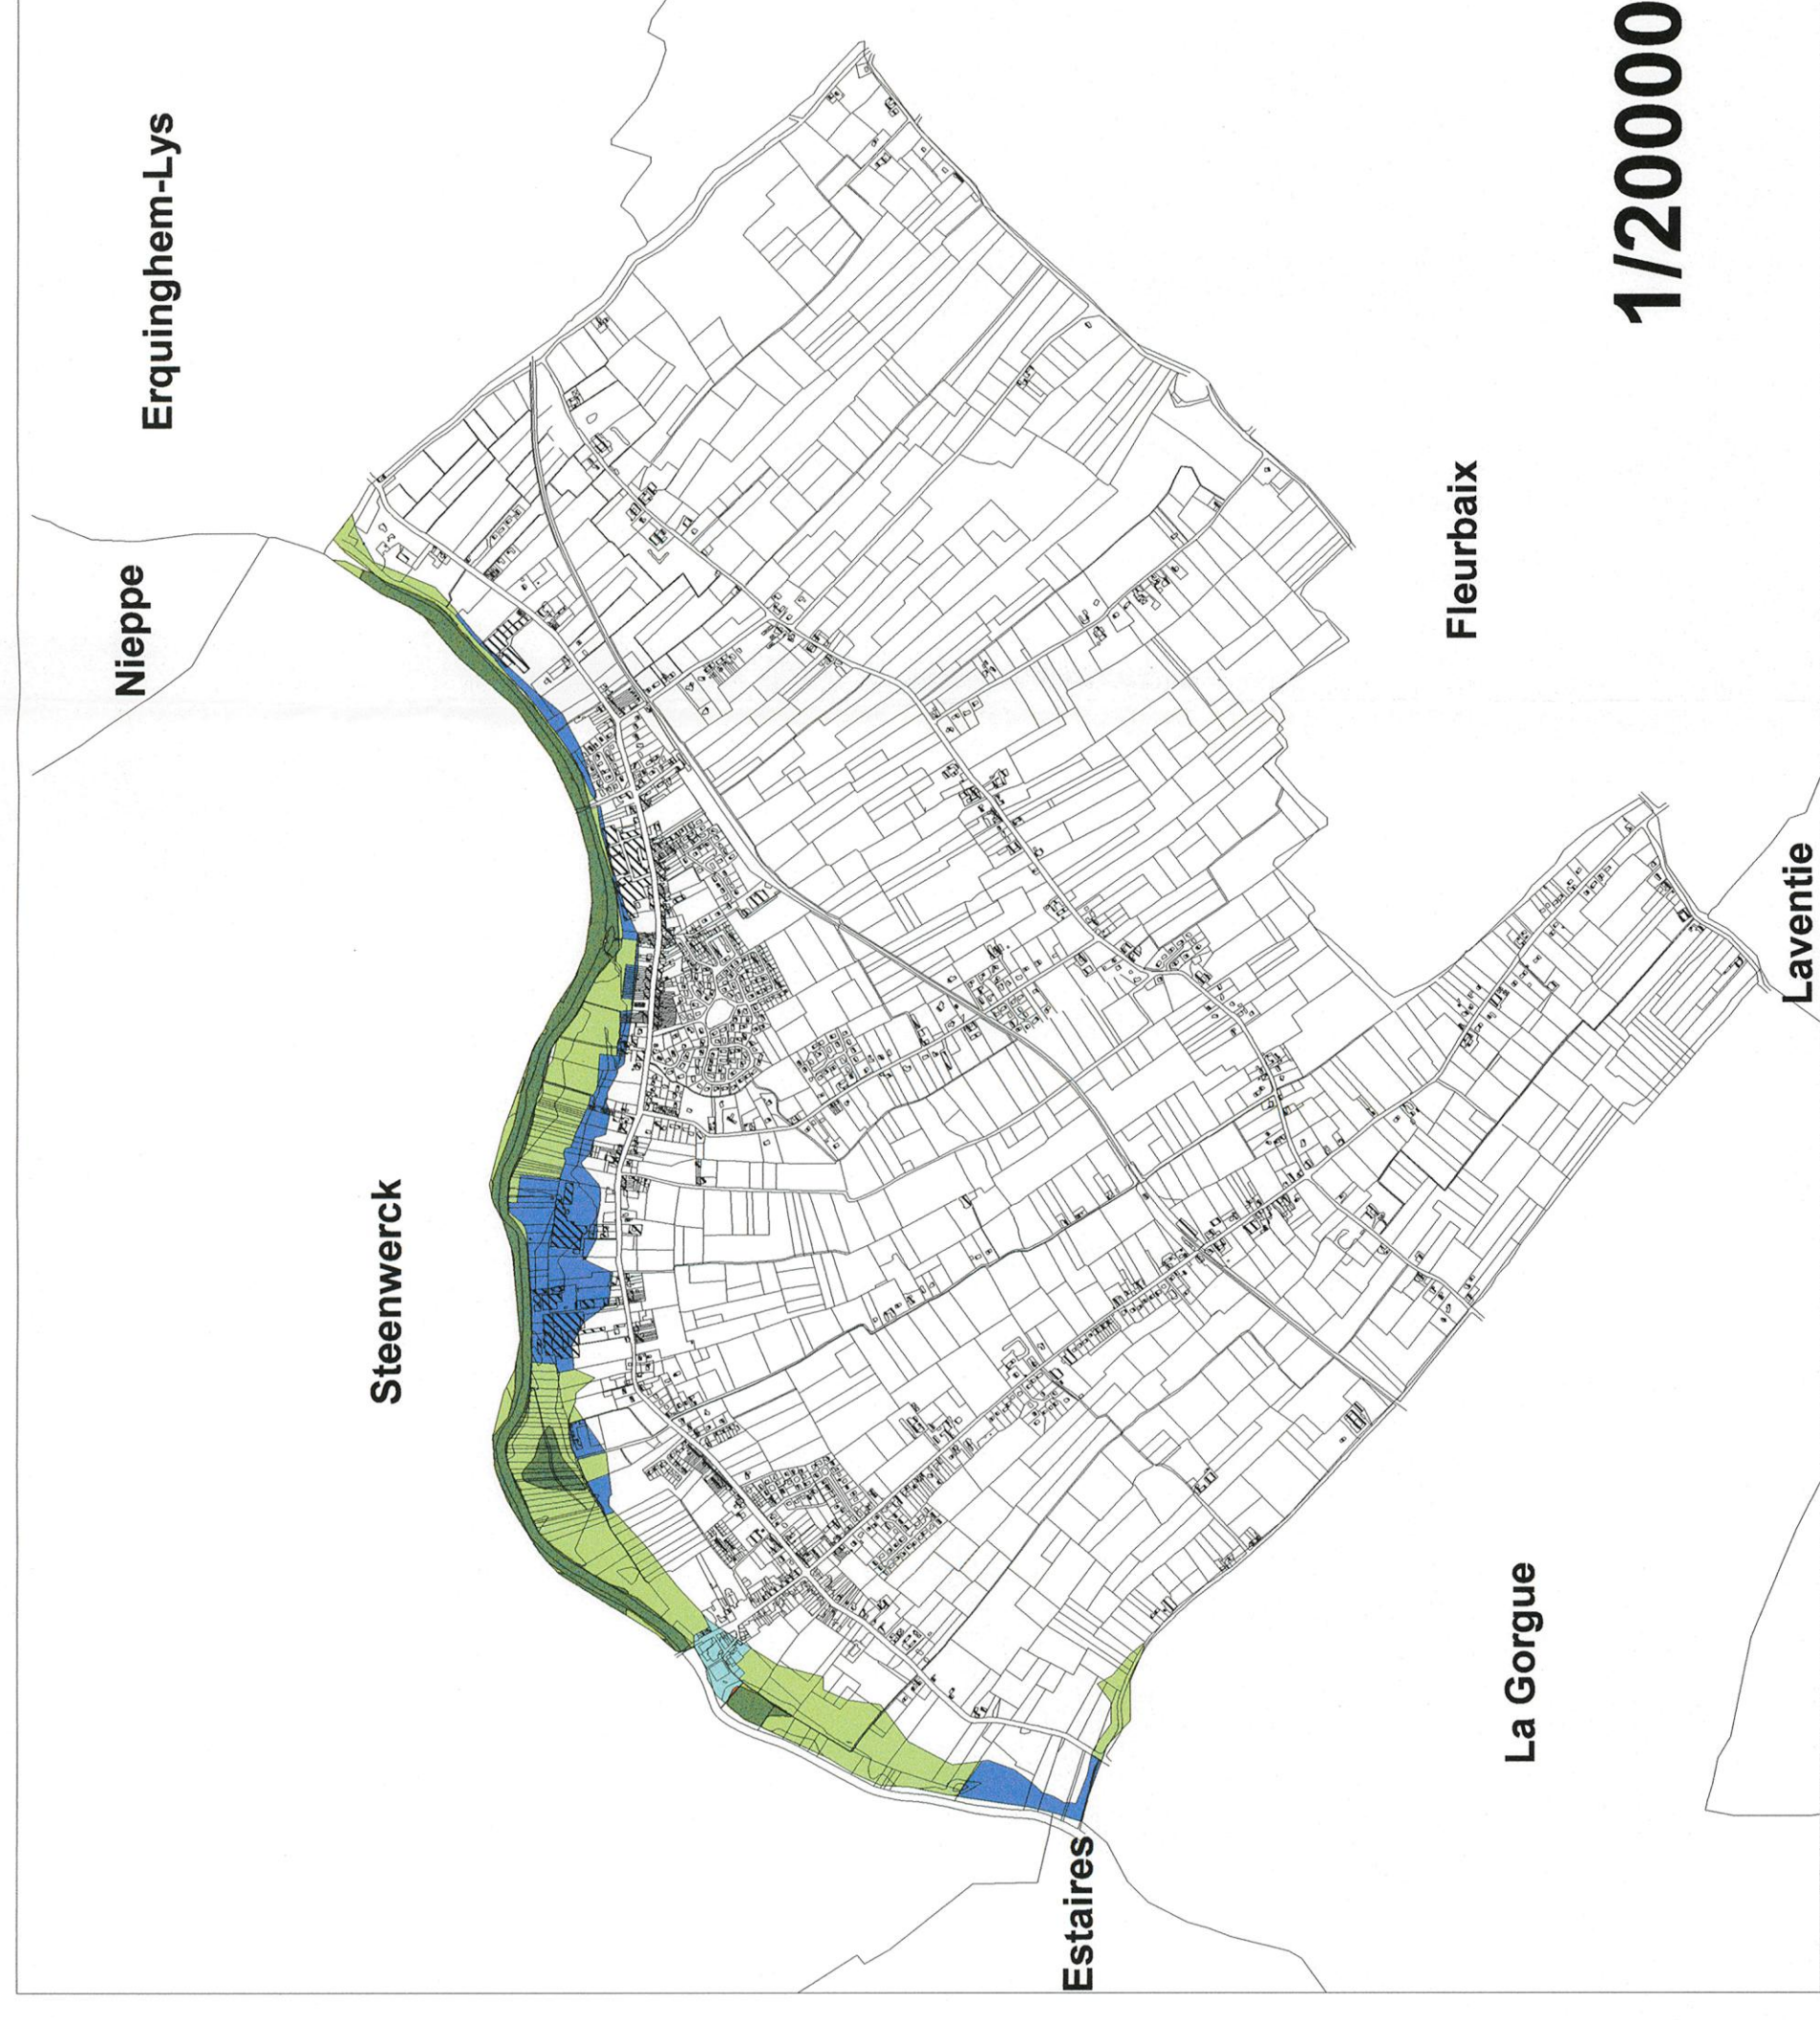 Erquinghem-Lys
Nieppe
Steenwerck
Estaires
1/20000
Fleurbaix
La Gorgue
Laventie